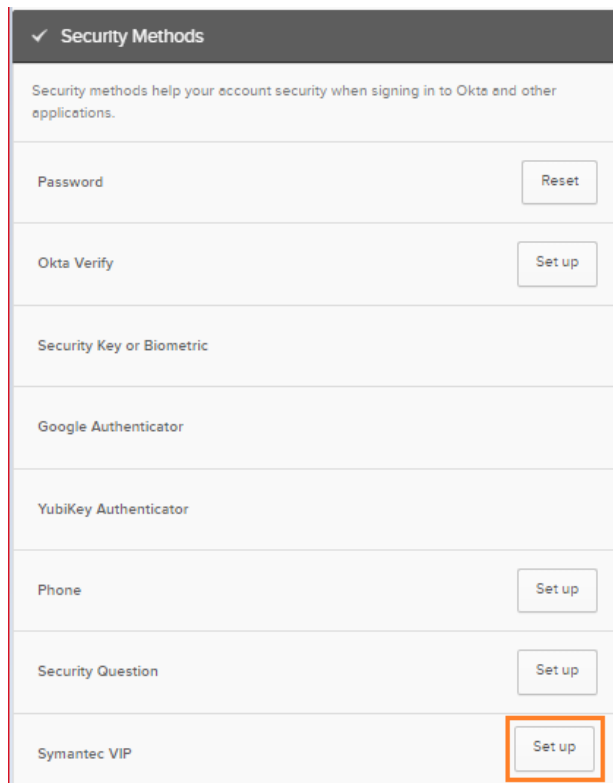 Security Methods
Security methods help your account security when signing in to Okta and other
applications.
Password
Reset
Okta Verify
Set up
Security Key or Biometric
Google Authenticator
YubiKey Authenticator
Phone
Set up
Security Question
Set up
Symantec VIP
Set up